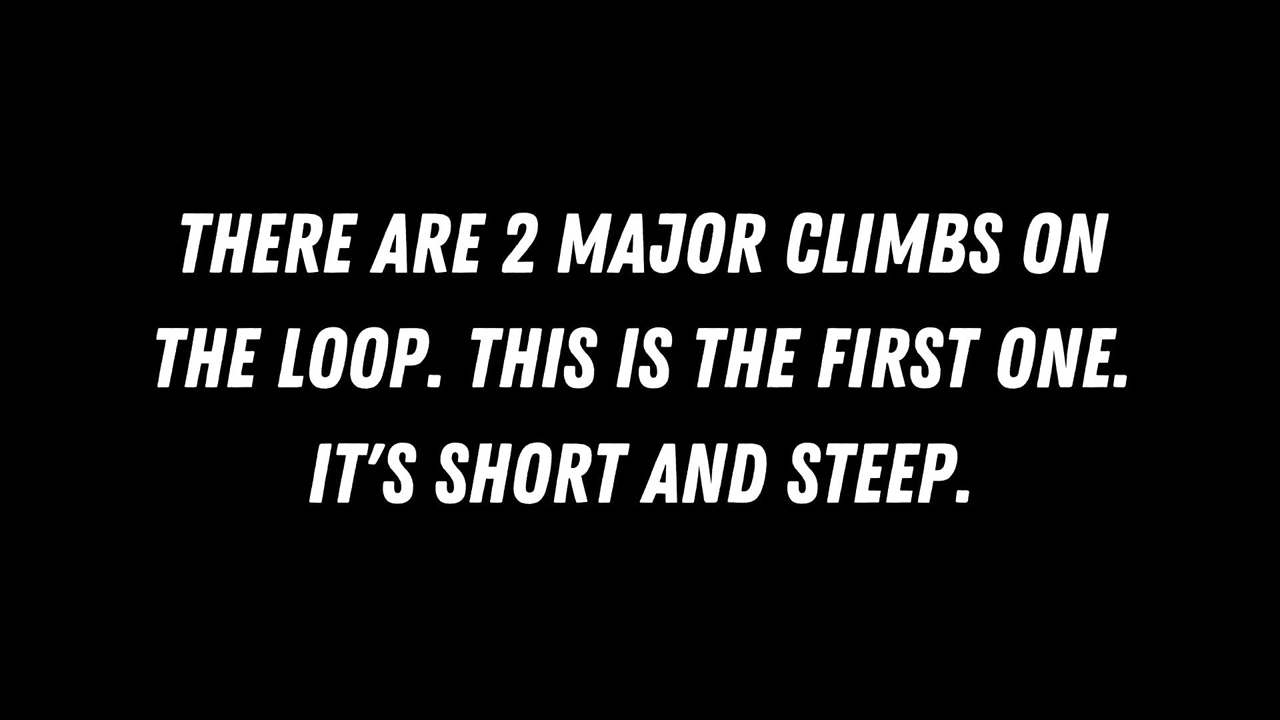 THERE ARE 2 MAJOR CLIMBS ON
THE LOOP. THIS IS THE FIRST ONE.
IT'S SHORT AND STEEP.